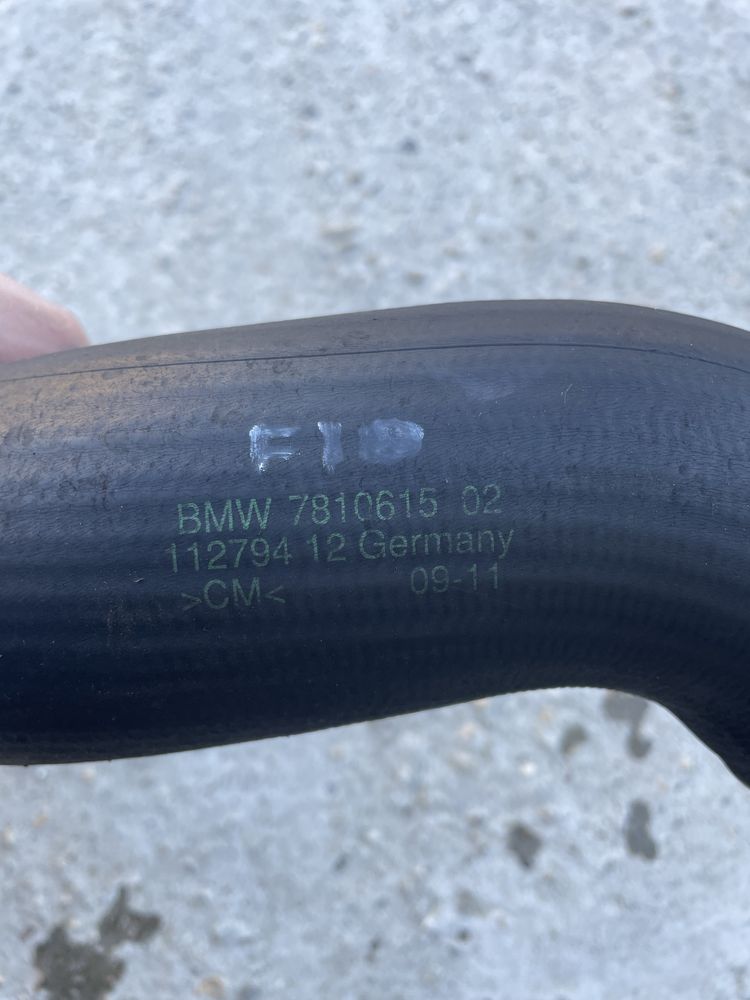 F10
BMW 7810615 02
112794 12 Germany
>CM< 09-11